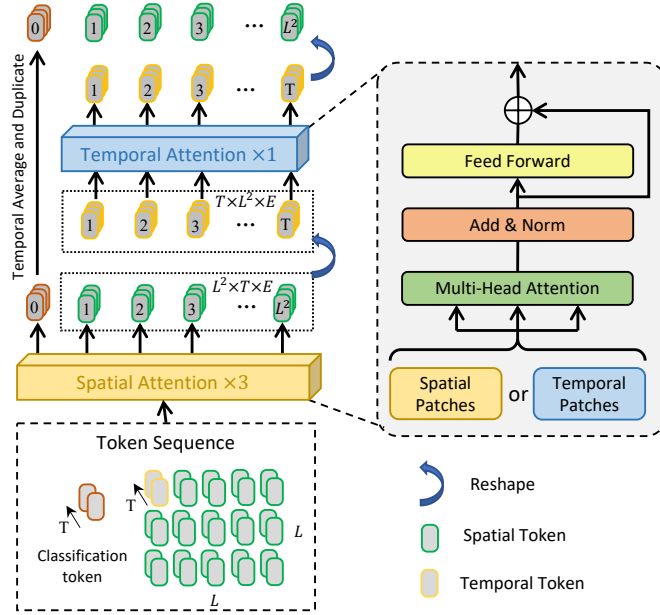 0 1 2 3 ... L²
1 2 3 ... T
Temporal Average and Duplicate
Temporal Attention ×1
T×L²×E
1 2 3 ... T
L²×T×E
0 1 2 3 ... L²
Spatial Attention ×3
Token Sequence
T
T
Classification
token
L
L
Feed Forward
Add & Norm
Multi-Head Attention
Spatial
Patches
or
Temporal
Patches
Reshape
Spatial Token
Temporal Token